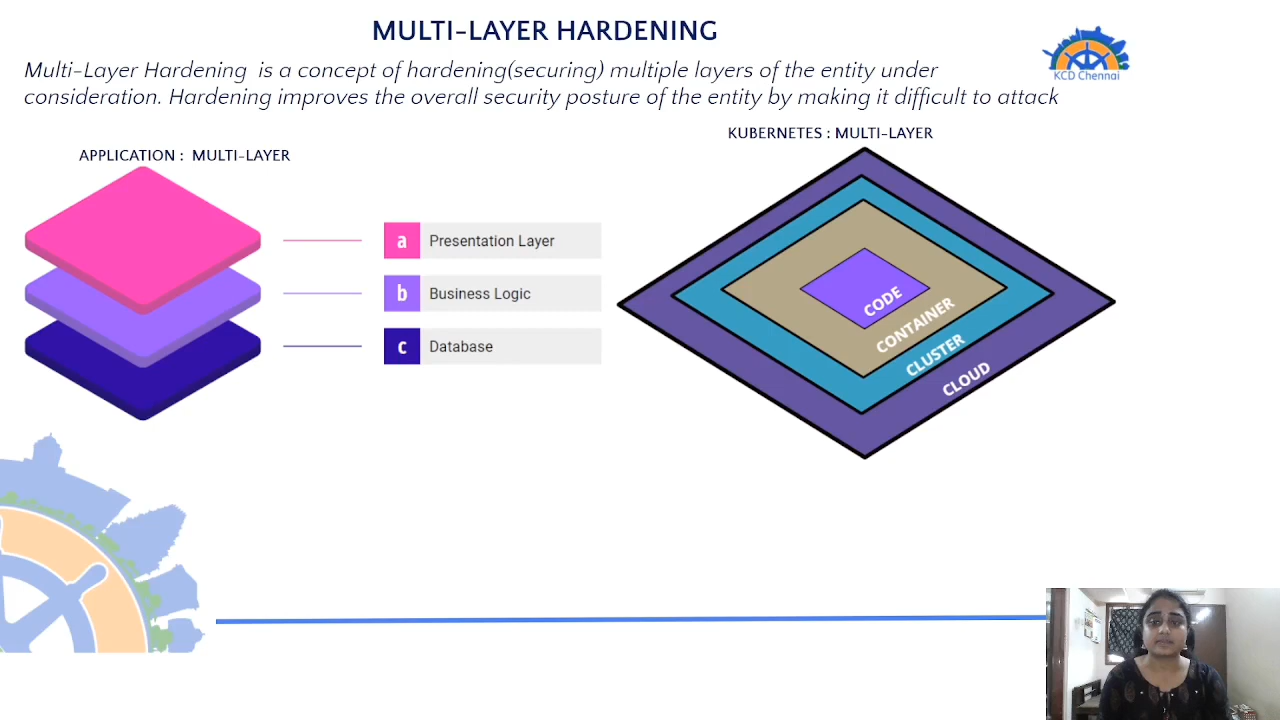 MULTI-LAYER HARDENING
KCD Chennai
Multi-Layer Hardening is a concept of Hardening(securing) multiple layers of the entity under
consideration. Hardening improves the overall security posture of the entity by making it difficult to attack
APPLICATION : MULTI-LAYER
a Presentation Layer
b Business Logic
c Database
KUBERNETES : MULTI-LAYER
CODE
CONTAINER
CLUSTER
CLOUD